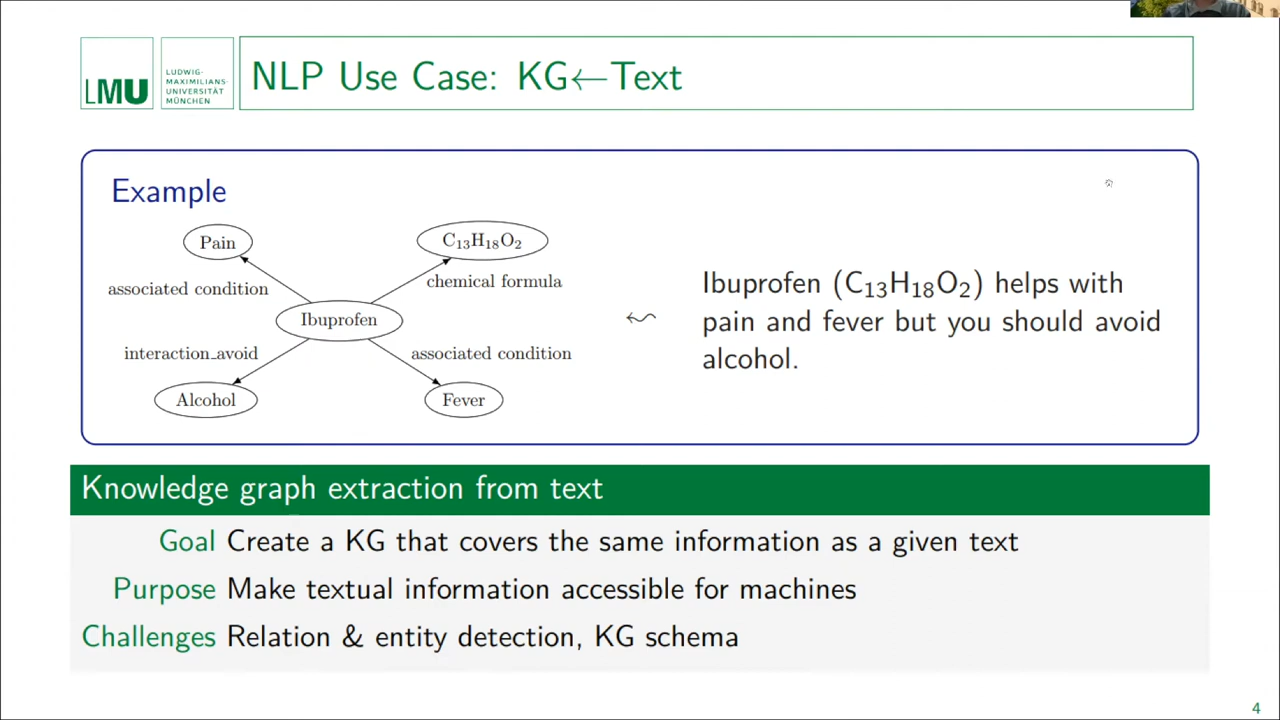 LMU
LUDWIG-
MAXIMILIANS-
UNIVERSITÄT
MÜNCHEN
NLP Use Case: KG←Text
Example
Pain
C₁₃H₁₈O₂
associated condition
chemical formula
Ibuprofen
interaction_avoid
associated condition
Alcohol
Fever
Ibuprofen (C₁₃H₁₈O₂) helps with
pain and fever but you should avoid
alcohol.
Knowledge graph extraction from text
Goal Create a KG that covers the same information as a given text
Purpose Make textual information accessible for machines
Challenges Relation & entity detection, KG schema
4